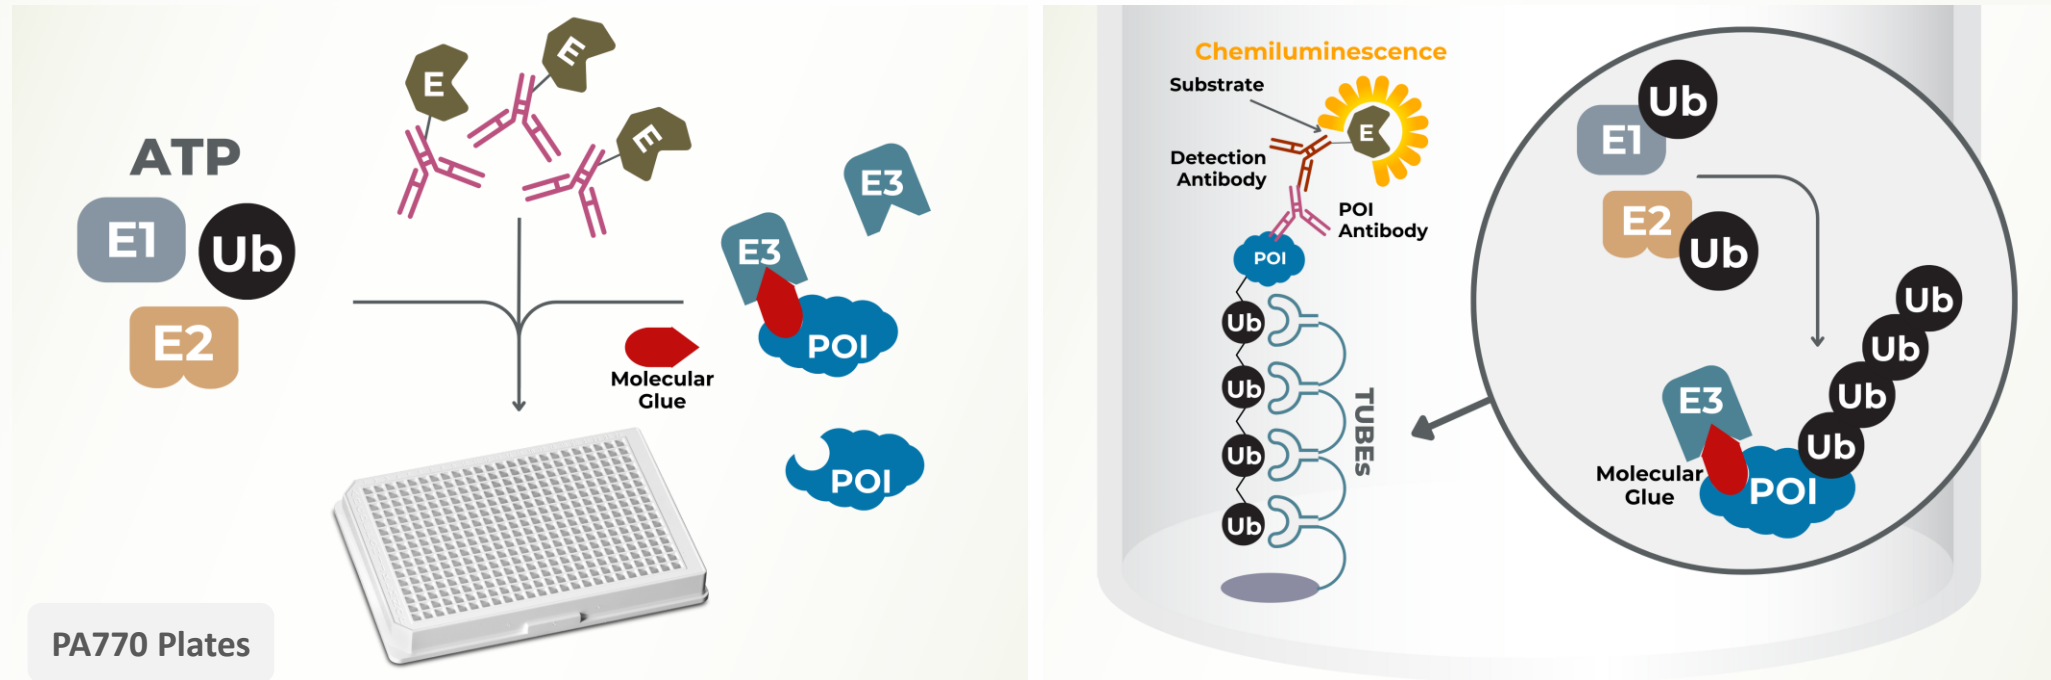 E
E
E
ATP
E1
Ub
E2
E3
E3
POI
Molecular
Glue
POI
PA770 Plates
Chemiluminescence
Substrate
E
Detection
Antibody
POI
Antibody
POI
Ub
Ub
Ub
Ub
TUBEs
Ub
E1
E2
Ub
Ub
Ub
Ub
Ub
E3
Molecular
Glue
POI